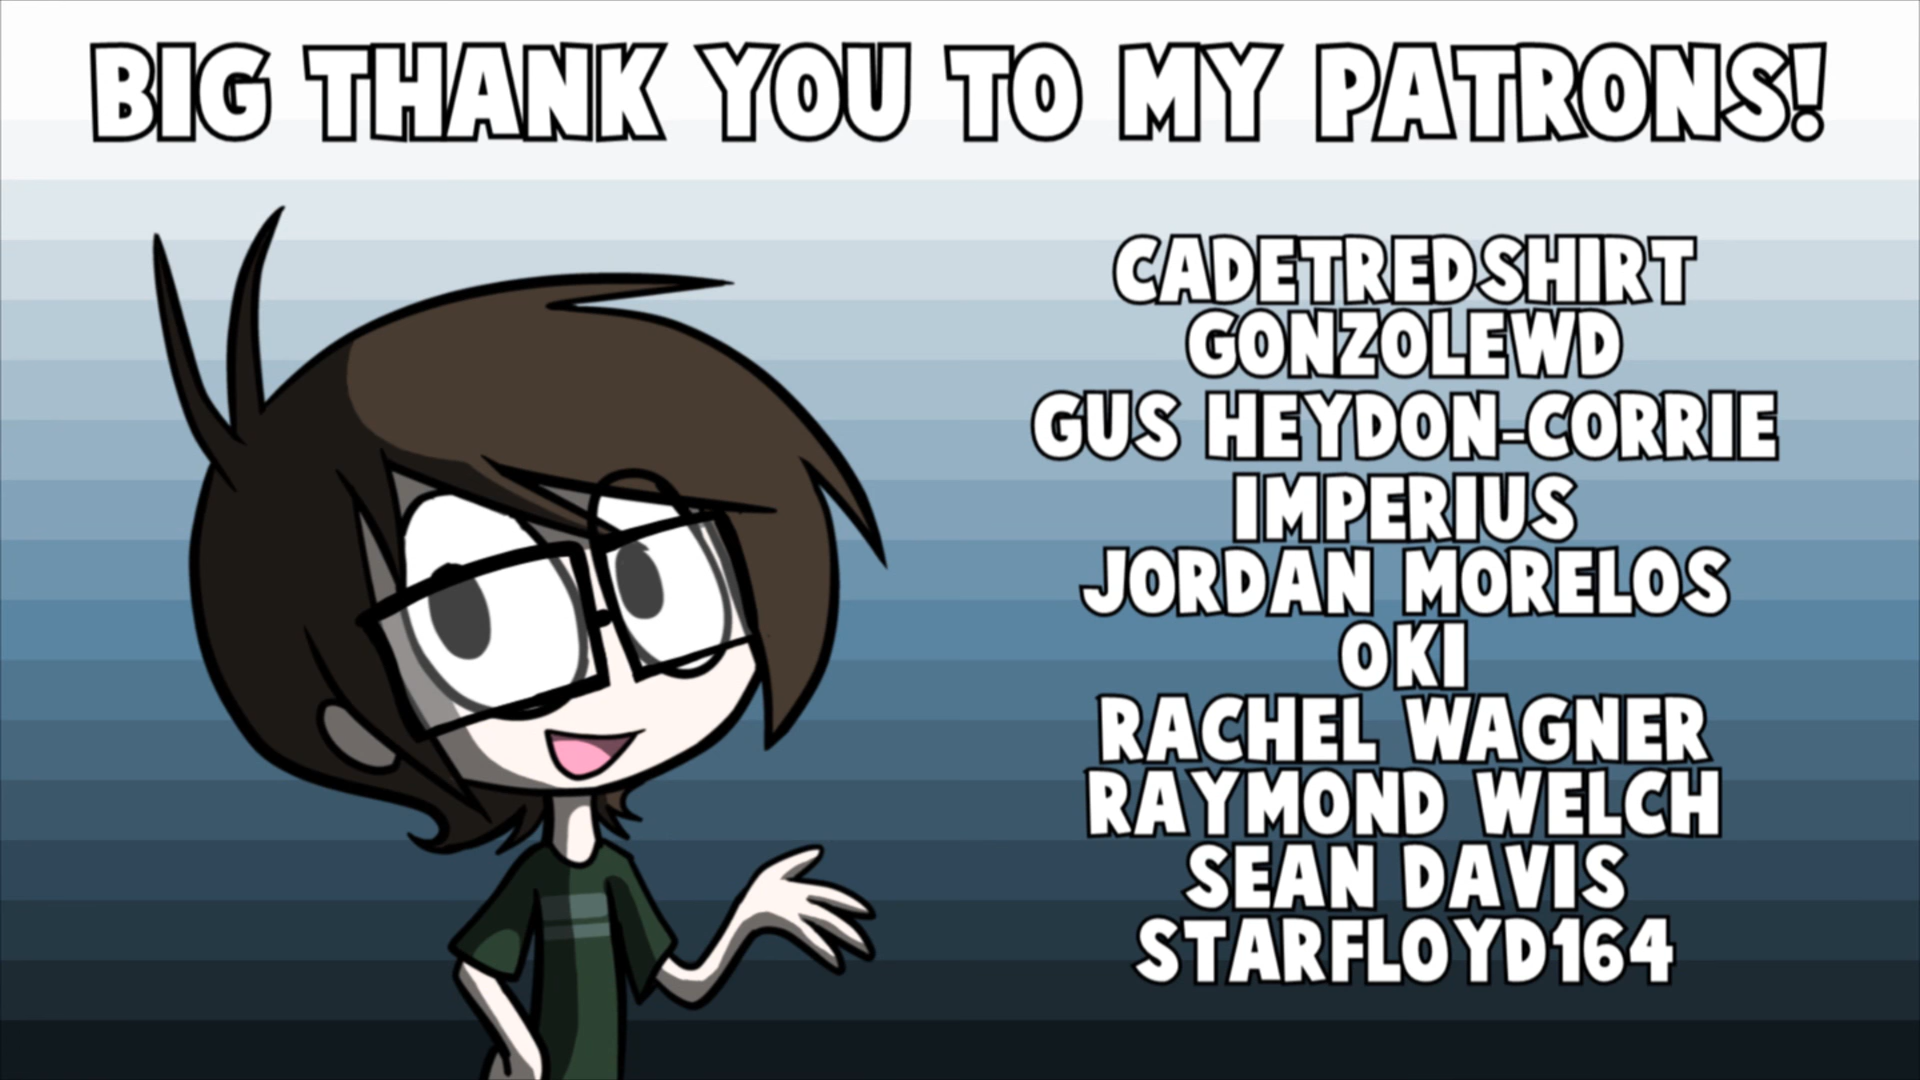 BIG THANK YOU TO MY PATRONS!
CADETREDSHIRT
GONZOLEWD
GUS HEYDON-CORRIE
IMPERIUS
JORDAN MORELOS
OKI
RACHEL WAGNER
RAYMOND WELCH
SEAN DAVIS
STARFLOYD164